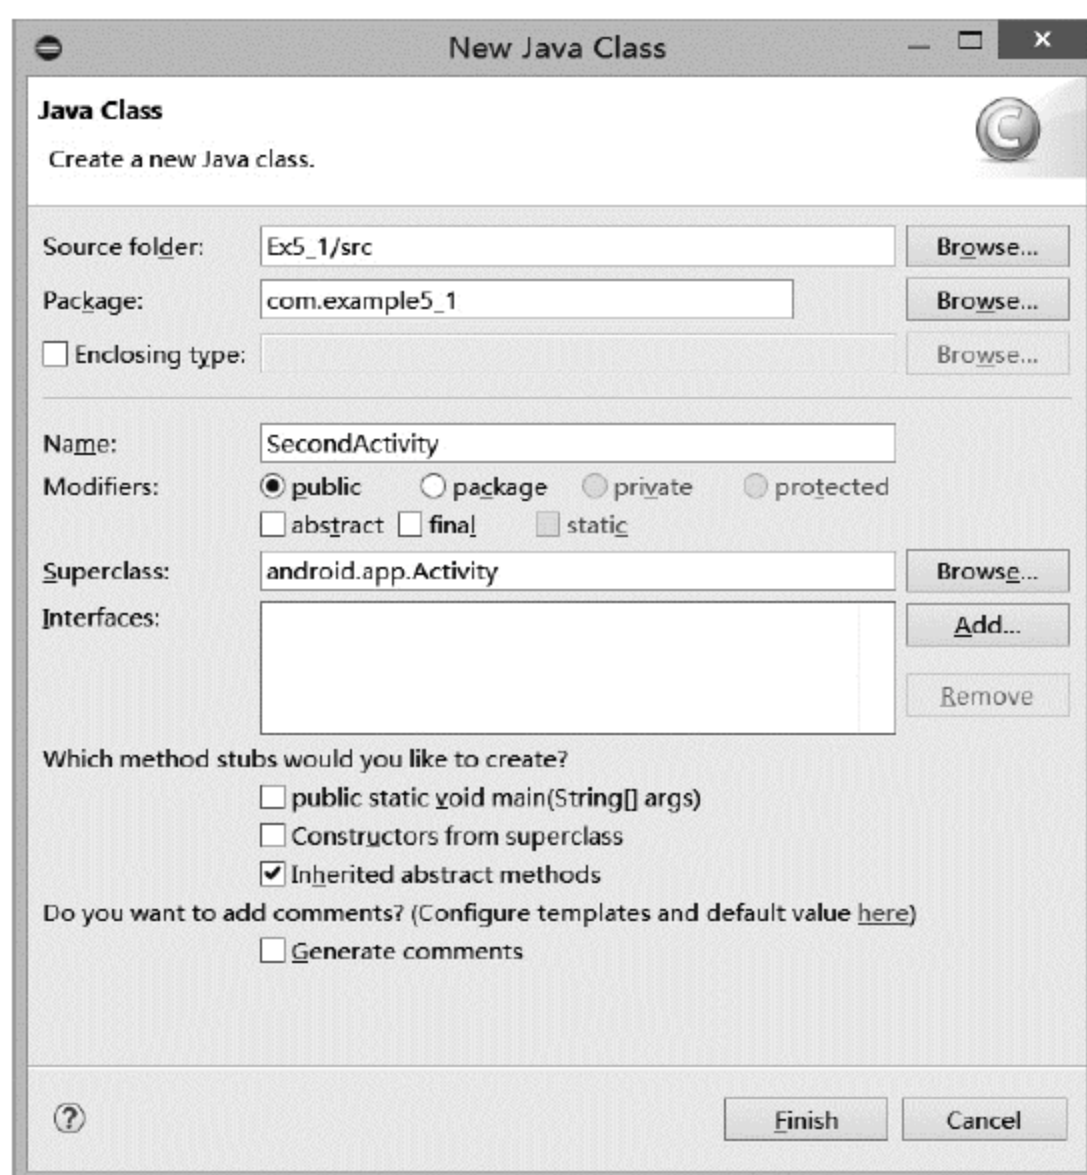 New Java Class
Java Class
Create a new Java class.
Source folder: Ex5_1/src Browse...
Package: com.example5_1 Browse...
Enclosing type: Browse...
Name: SecondActivity
Modifiers: public package private protected
abstract final static
Superclass: android.app.Activity Browse...
Interfaces: Add...
Remove
Which method stubs would you like to create?
public static void main(String[] args)
Constructors from superclass
Inherited abstract methods
Do you want to add comments? (Configure templates and default value here)
Generate comments
? Finish Cancel